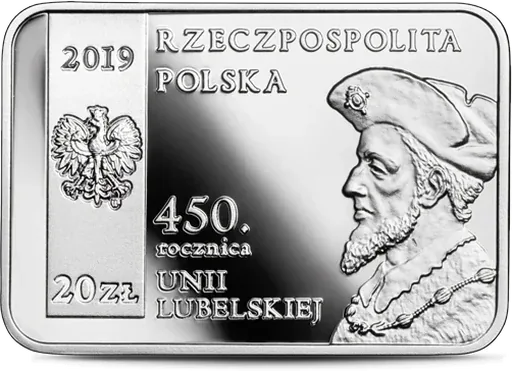 2019
RZECZPOSPOLITA
POLSKA
450.
rocznica
UNII
LUBELSKIEJ
20 ZŁ